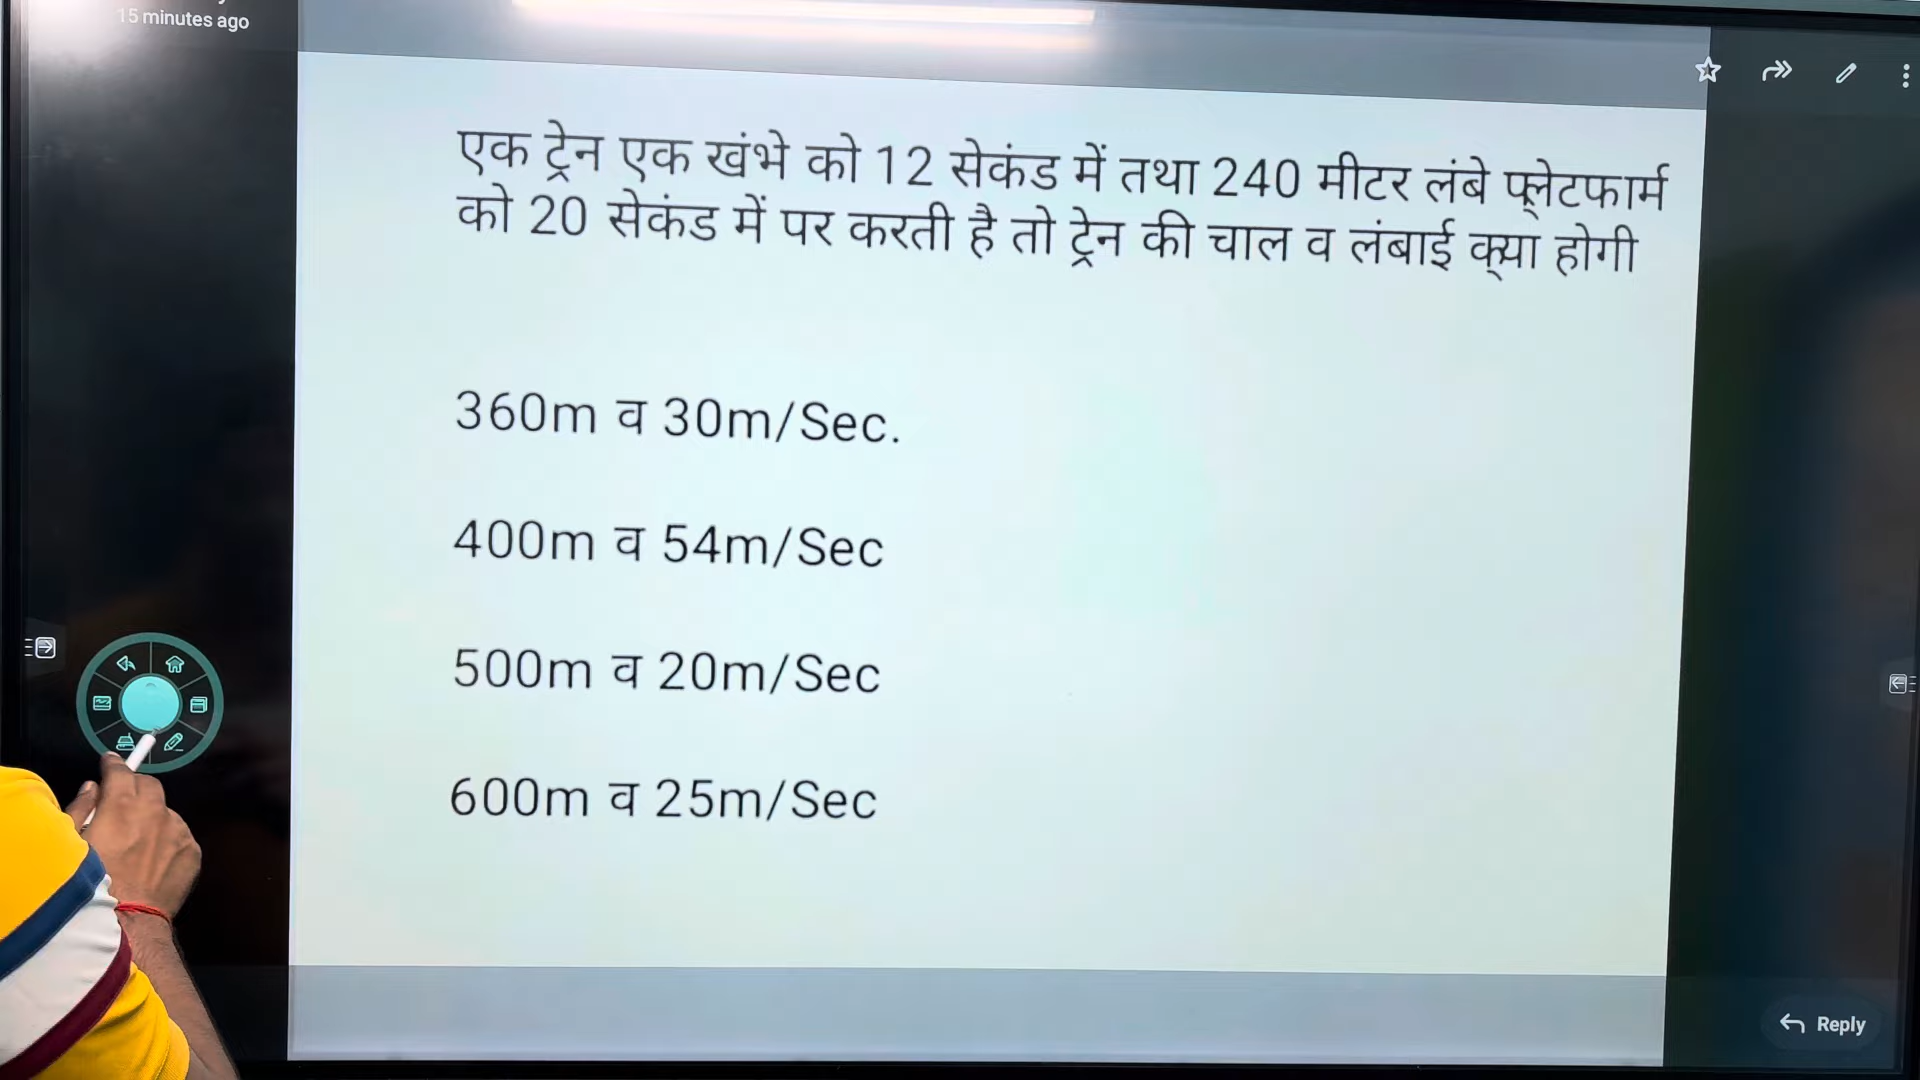 15 minutes ago
एक ट्रेन एक खंभे को 12 सेकंड में तथा 240 मीटर लंबे प्लेटफार्म
को 20 सेकंड में पर करती है तो ट्रेन की चाल व लंबाई क्या होगी
360m व 30m/Sec.
400m व 54m/Sec
500m व 20m/Sec
600m व 25m/Sec
Reply